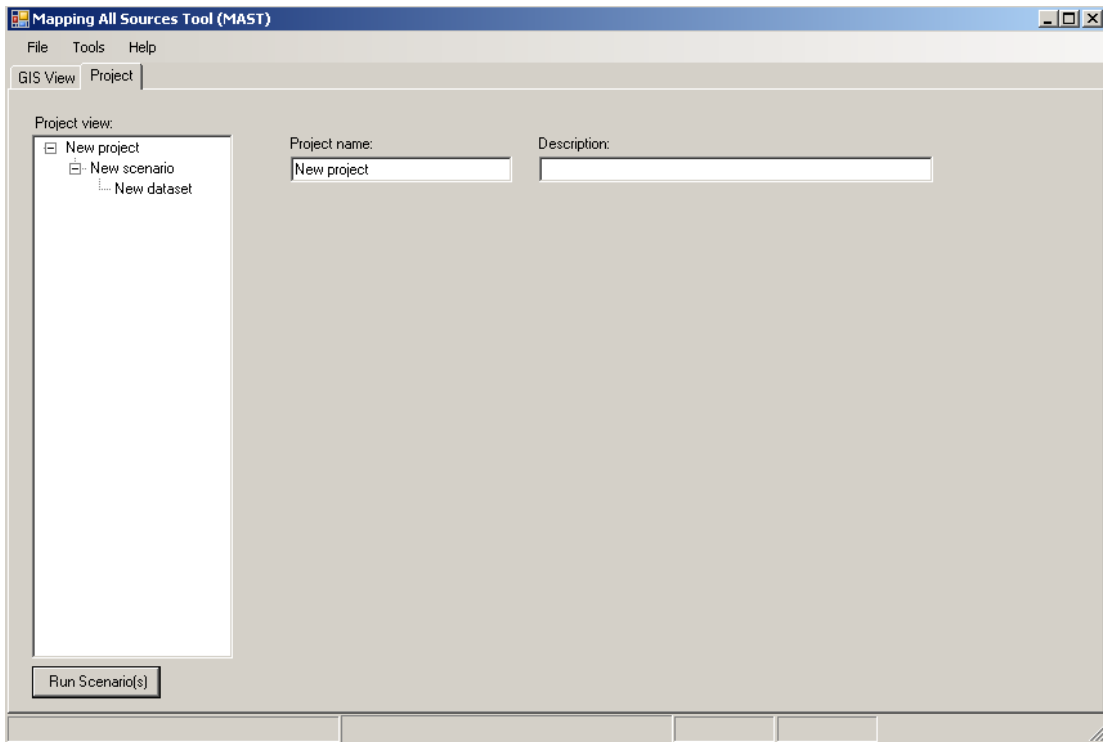 Mapping All Sources Tool (MAST)
File Tools Help
GIS View Project
Project view:
New project
New scenario
New dataset
Project name: Description:
New project
Run Scenario(s)